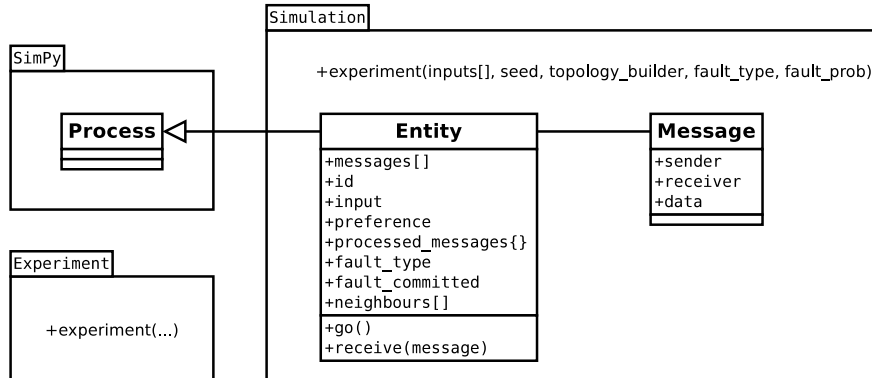 Simulation
SimPy
+experiment(inputs[], seed, topology_builder, fault_type, fault_prob)
Process
Entity
Message
+messages[]
+id
+input
+preference
+processed_messages{}
+fault_type
+fault_committed
+neighbours[]
+go()
+receive(message)
+sender
+receiver
+data
Experiment
+experiment(...)